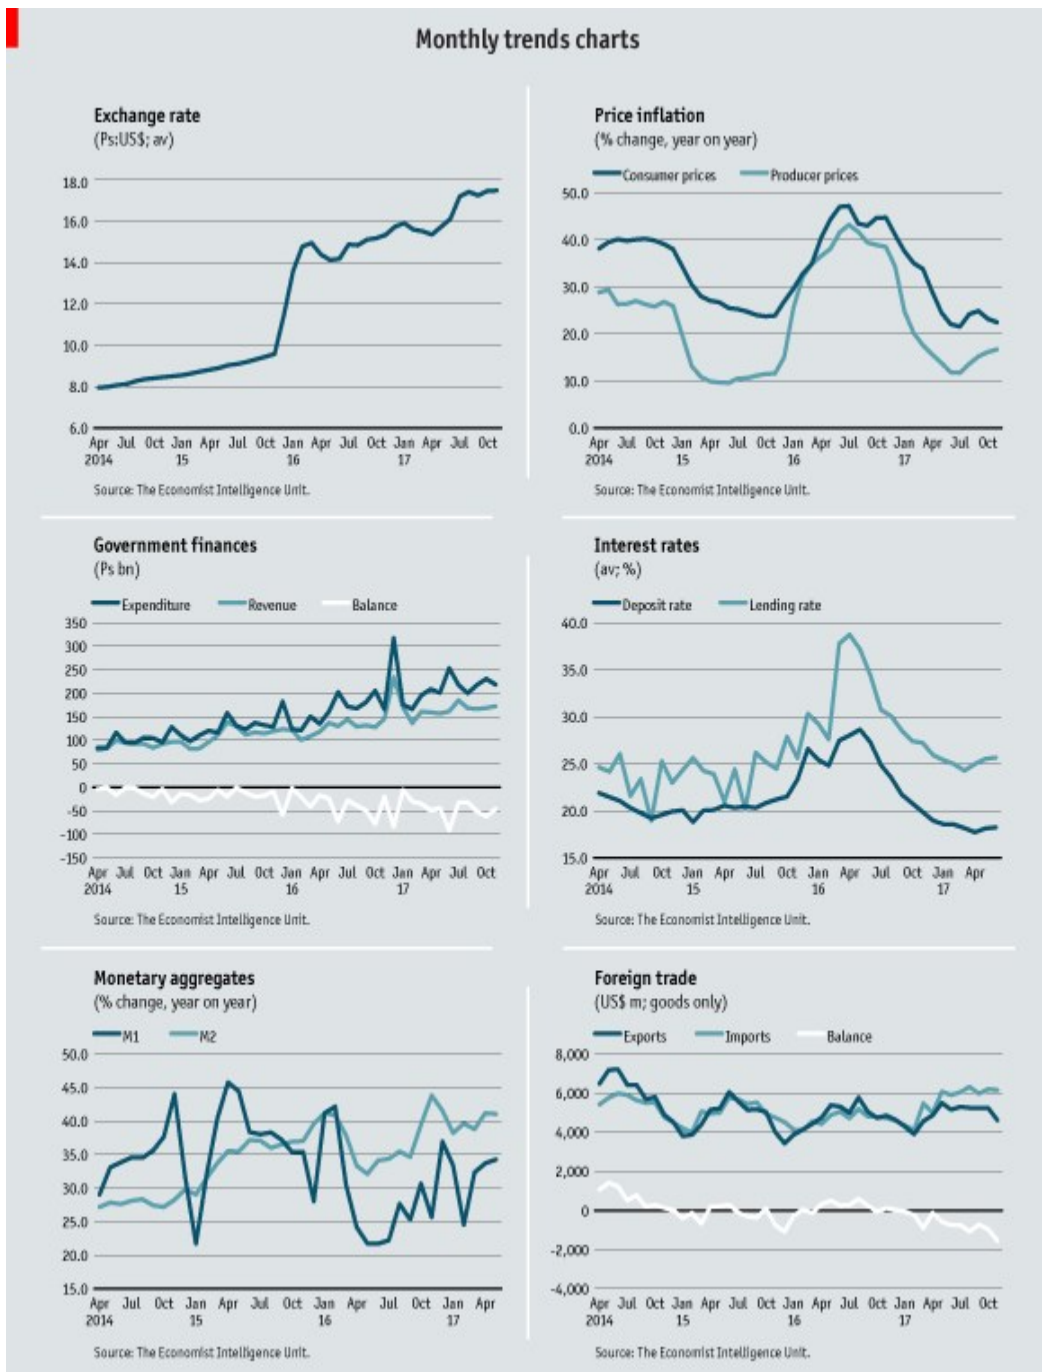 Monthly trends charts
Exchange rate
(Ps:US$; av)
18.0
16.0
14.0
12.0
10.0
8.0
6.0
Apr Jul Oct Jan Apr Jul Oct Jan Apr Jul Oct Jan Apr Jul Oct
2014 15 16 17
Source: The Economist Intelligence Unit.
Price inflation
(% change, year on year)
Consumer prices Producer prices
50.0
40.0
30.0
20.0
10.0
0.0
Apr Jul Oct Jan Apr Jul Oct Jan Apr Jul Oct Jan Apr Jul Oct
2014 15 16 17
Source: The Economist Intelligence Unit.
Government finances
(Ps bn)
Expenditure Revenue Balance
350
300
250
200
150
100
50
0
-50
-100
-150
Apr Jul Oct Jan Apr Jul Oct Jan Apr Jul Oct Jan Apr Jul Oct
2014 15 16 17
Source: The Economist Intelligence Unit.
Interest rates
(av; %)
Deposit rate Lending rate
40.0
35.0
30.0
25.0
20.0
15.0
Apr Jul Oct Jan Apr Jul Oct Jan Apr Jul Oct Jan Apr
2014 15 16 17
Source: The Economist Intelligence Unit.
Monetary aggregates
(% change, year on year)
M1 M2
50.0
45.0
40.0
35.0
30.0
25.0
20.0
15.0
Apr Jul Oct Jan Apr Jul Oct Jan Apr Jul Oct Jan Apr
2014 15 16 17
Source: The Economist Intelligence Unit.
Foreign trade
(US$ m; goods only)
Exports Imports Balance
8,000
6,000
4,000
2,000
0
-2,000
-4,000
Apr Jul Oct Jan Apr Jul Oct Jan Apr Jul Oct Jan Apr Jul Oct
2014 15 16 17
Source: The Economist Intelligence Unit.